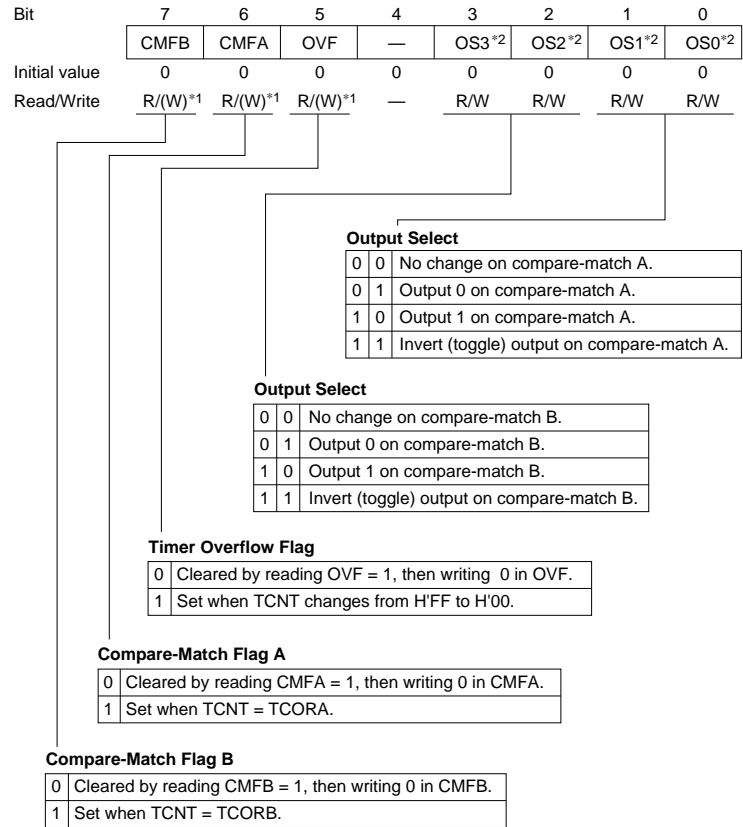 Bit 7 6 5 4 3 2 1 0
CMFB CMFA OVF — OS3*2 OS2*2 OS1*2 OS0*2
Initial value 0 0 0 0 0 0 0 0
Read/Write R/(W)*1 R/(W)*1 R/(W)*1 — R/W R/W R/W R/W
Output Select
0 0 No change on compare-match A.
0 1 Output 0 on compare-match A.
1 0 Output 1 on compare-match A.
1 1 Invert (toggle) output on compare-match A.
Output Select
0 0 No change on compare-match B.
0 1 Output 0 on compare-match B.
1 0 Output 1 on compare-match B.
1 1 Invert (toggle) output on compare-match B.
Timer Overflow Flag
0 Cleared by reading OVF = 1, then writing 0 in OVF.
1 Set when TCNT changes from H'FF to H'00.
Compare-Match Flag A
0 Cleared by reading CMFA = 1, then writing 0 in CMFA.
1 Set when TCNT = TCORA.
Compare-Match Flag B
0 Cleared by reading CMFB = 1, then writing 0 in CMFB.
1 Set when TCNT = TCORB.